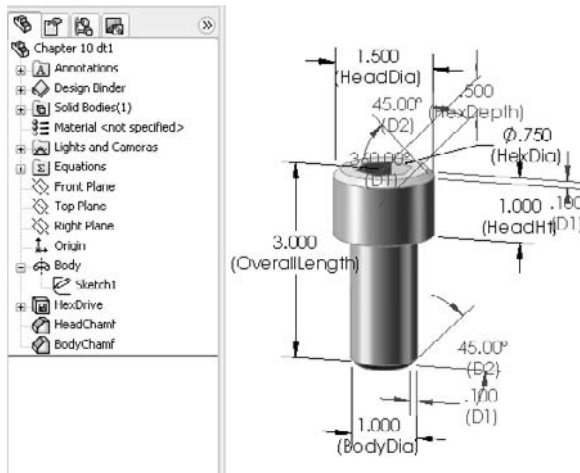 Chapter 10 dt1
Annotations
Design Binder
Solid Bodies(1)
Material <not specified>
Lights and Cameras
Equations
Front Plane
Top Plane
Right Plane
Origin
Body
Sketch1
HexDrive
HeadChamf
BodyChamf
1.500
(HeadDia)
45.00°
(D2)
.500
(HexDepth)
Ø.750
(HexDia)
360.00°
(D1)
.100
(D1)
1.000
(HeadHt)
3.000
(OverallLength)
45.00°
(D2)
.100
(D1)
1.000
(BodyDia)